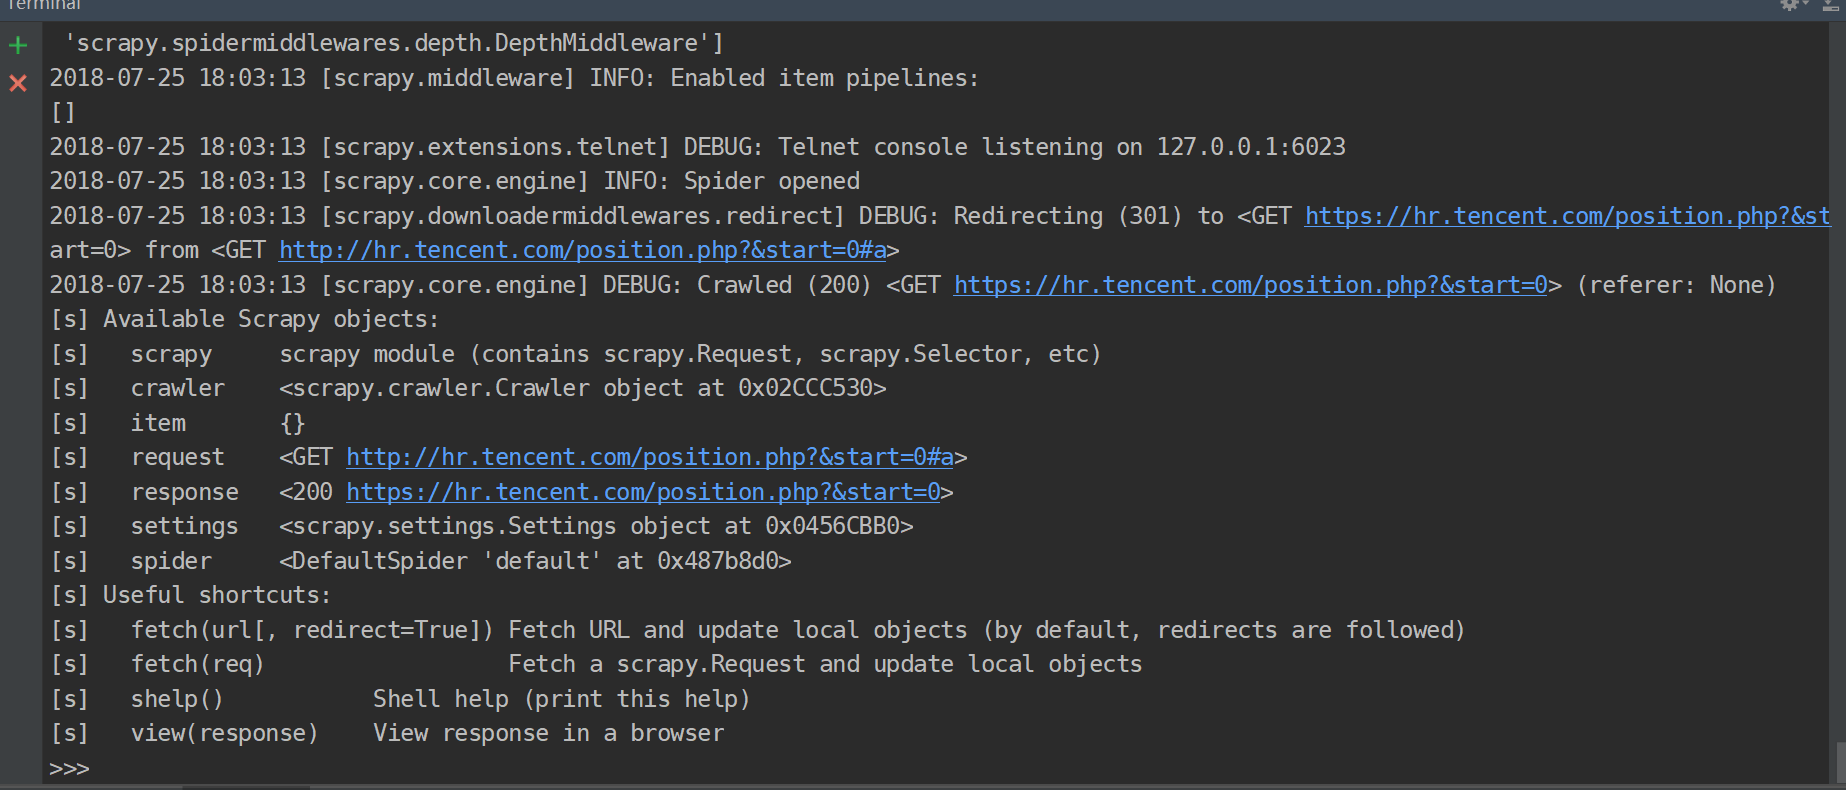 Terminal
 'scrapy.spidermiddlewares.depth.DepthMiddleware']
2018-07-25 18:03:13 [scrapy.middleware] INFO: Enabled item pipelines:
[]
2018-07-25 18:03:13 [scrapy.extensions.telnet] DEBUG: Telnet console listening on 127.0.0.1:6023
2018-07-25 18:03:13 [scrapy.core.engine] INFO: Spider opened
2018-07-25 18:03:13 [scrapy.downloadermiddlewares.redirect] DEBUG: Redirecting (301) to <GET https://hr.tencent.com/position.php?&st
art=0> from <GET http://hr.tencent.com/position.php?&start=0#a>
2018-07-25 18:03:13 [scrapy.core.engine] DEBUG: Crawled (200) <GET https://hr.tencent.com/position.php?&start=0> (referer: None)
[s] Available Scrapy objects:
[s]   scrapy     scrapy module (contains scrapy.Request, scrapy.Selector, etc)
[s]   crawler    <scrapy.crawler.Crawler object at 0x02CCC530>
[s]   item       {}
[s]   request    <GET http://hr.tencent.com/position.php?&start=0#a>
[s]   response   <200 https://hr.tencent.com/position.php?&start=0>
[s]   settings   <scrapy.settings.Settings object at 0x0456CBB0>
[s]   spider     <DefaultSpider 'default' at 0x487b8d0>
[s] Useful shortcuts:
[s]   fetch(url[, redirect=True]) Fetch URL and update local objects (by default, redirects are followed)
[s]   fetch(req)                  Fetch a scrapy.Request and update local objects
[s]   shelp()           Shell help (print this help)
[s]   view(response)    View response in a browser
>>>